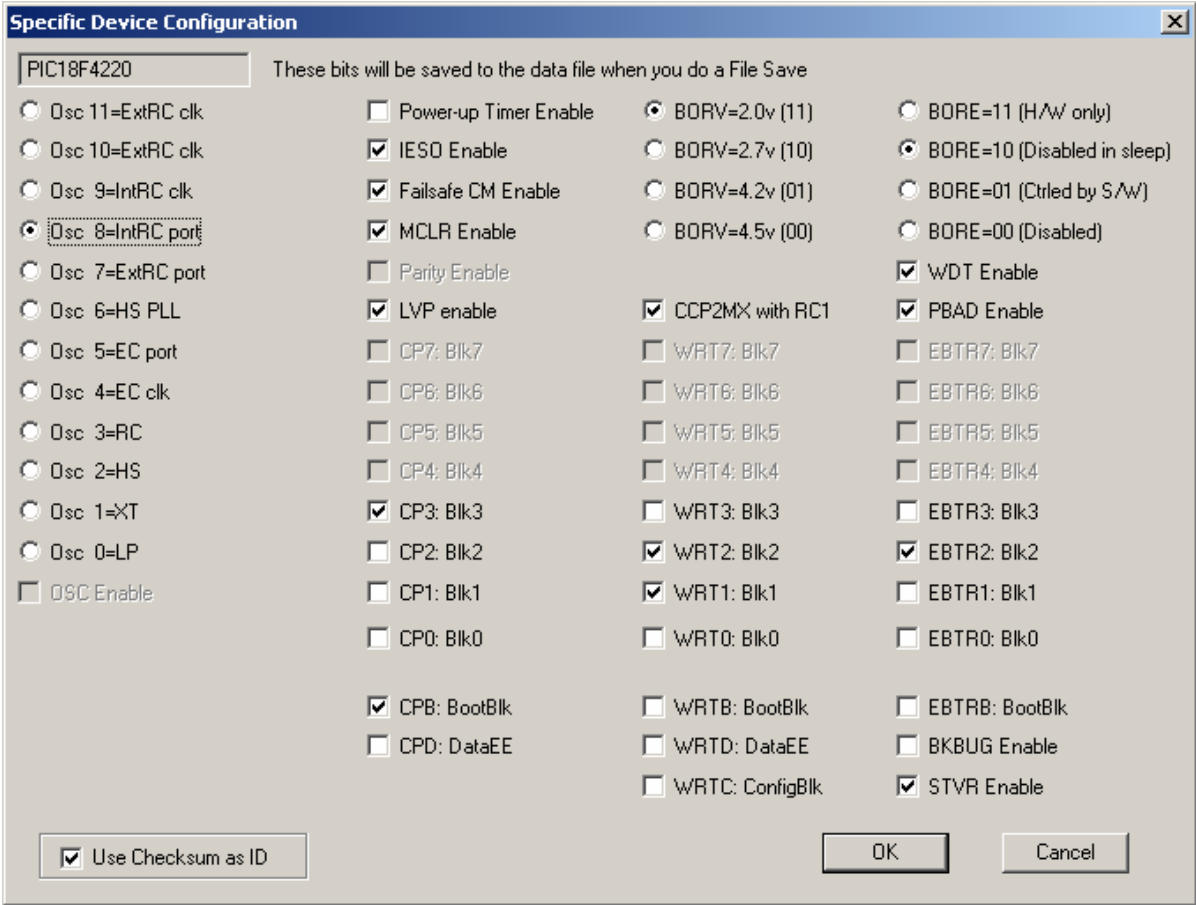 Specific Device Configuration
PIC18F4220 These bits will be saved to the data file when you do a File Save
Osc 11=ExtRC clk Power-up Timer Enable BORV=2.0v (11) BORE=11 (H/W only)
Osc 10=ExtRC clk IESO Enable BORV=2.7v (10) BORE=10 (Disabled in sleep)
Osc 9=IntRC clk Failsafe CM Enable BORV=4.2v (01) BORE=01 (Ctrled by S/W)
Osc 8=IntRC port MCLR Enable BORV=4.5v (00) BORE=00 (Disabled)
Osc 7=ExtRC port Parity Enable WDT Enable
Osc 6=HS PLL LVP enable CCP2MX with RC1 PBAD Enable
Osc 5=EC port CP7: Blk7 WRT7: Blk7 EBTR7: Blk7
Osc 4=EC clk CP6: Blk6 WRT6: Blk6 EBTR6: Blk6
Osc 3=RC CP5: Blk5 WRT5: Blk5 EBTR5: Blk5
Osc 2=HS CP4: Blk4 WRT4: Blk4 EBTR4: Blk4
Osc 1=XT CP3: Blk3 WRT3: Blk3 EBTR3: Blk3
Osc 0=LP CP2: Blk2 WRT2: Blk2 EBTR2: Blk2
OSC Enable CP1: Blk1 WRT1: Blk1 EBTR1: Blk1
CP0: Blk0 WRT0: Blk0 EBTR0: Blk0
CPB: BootBlk WRTB: BootBlk EBTRB: BootBlk
CPD: DataEE WRTD: DataEE BKBUG Enable
WRTC: ConfigBlk STVR Enable
Use Checksum as ID OK Cancel